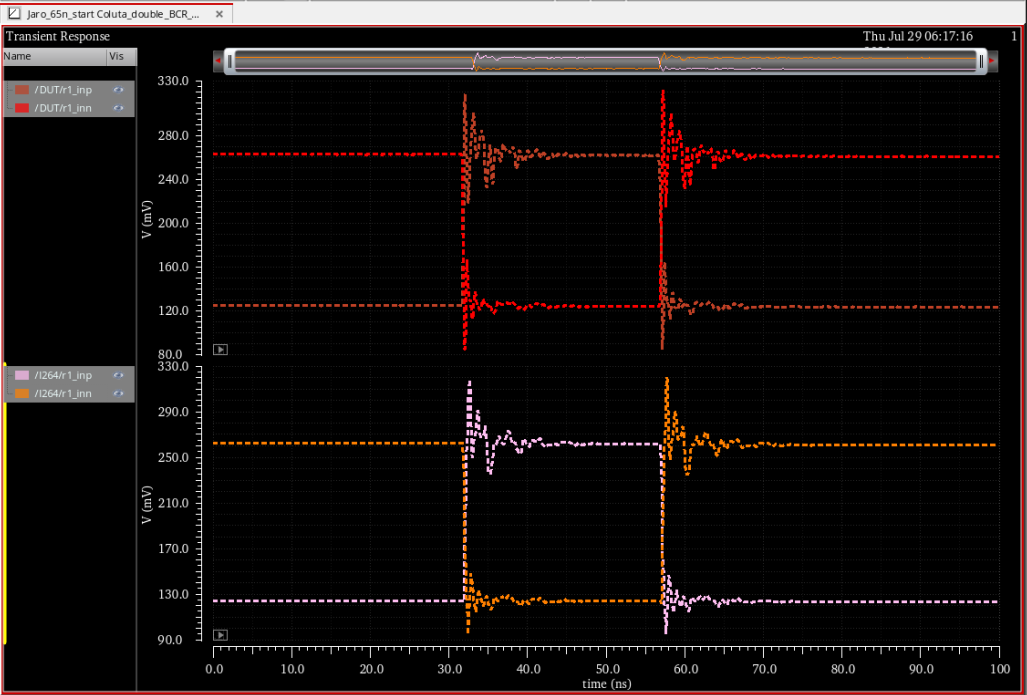 Jaro_65n_start Coluta_double_BCR_...
Transient Response
Thu Jul 29 06:17:16
1
Name Vis
/DUT/r1_inp
/DUT/r1_inn
330.0
280.0
240.0
200.0
160.0
120.0
80.0
V (mV)
/I264/r1_inp
/I264/r1_inn
330.0
290.0
250.0
210.0
170.0
130.0
90.0
V (mV)
0.0 10.0 20.0 30.0 40.0 50.0 60.0 70.0 80.0 90.0 100
time (ns)